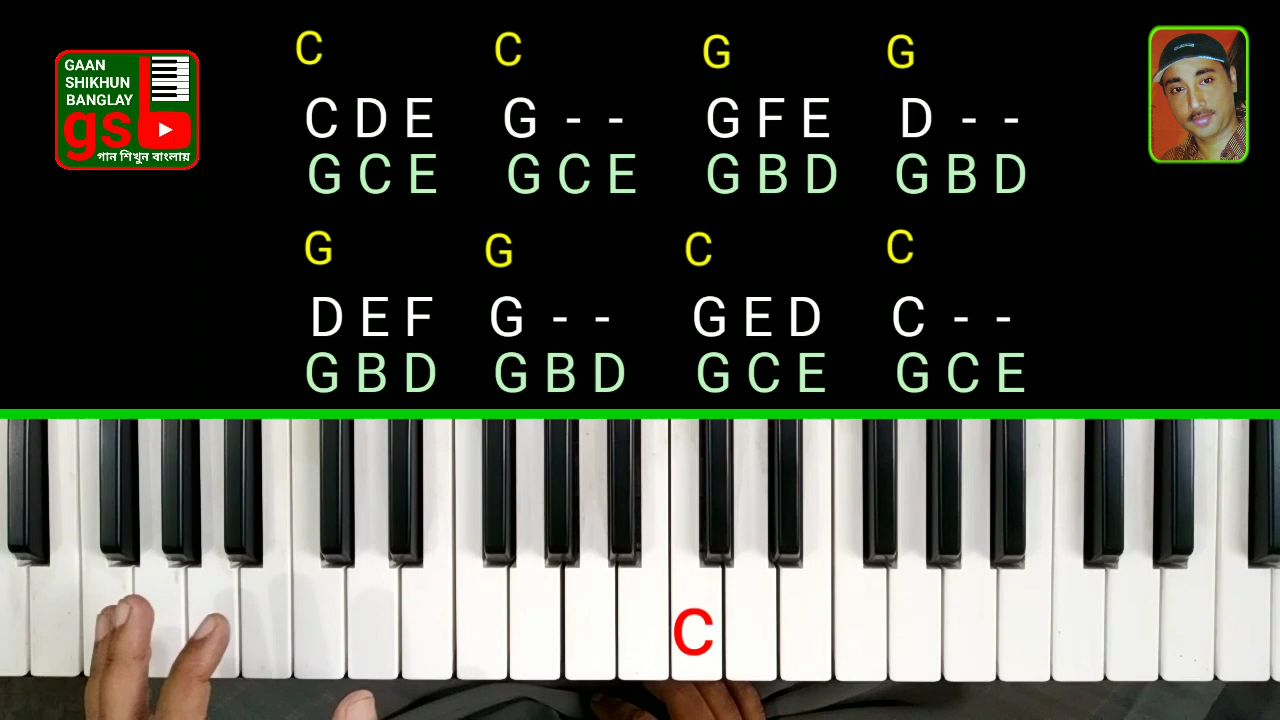 GAAN
SHIKHUN
BANGLAY
gs
গান শিখুন বাংলায়
C C G G
C D E G - - G F E D - -
G C E G C E G B D G B D
G G C C
D E F G - - G E D C - -
G B D G B D G C E G C E
C